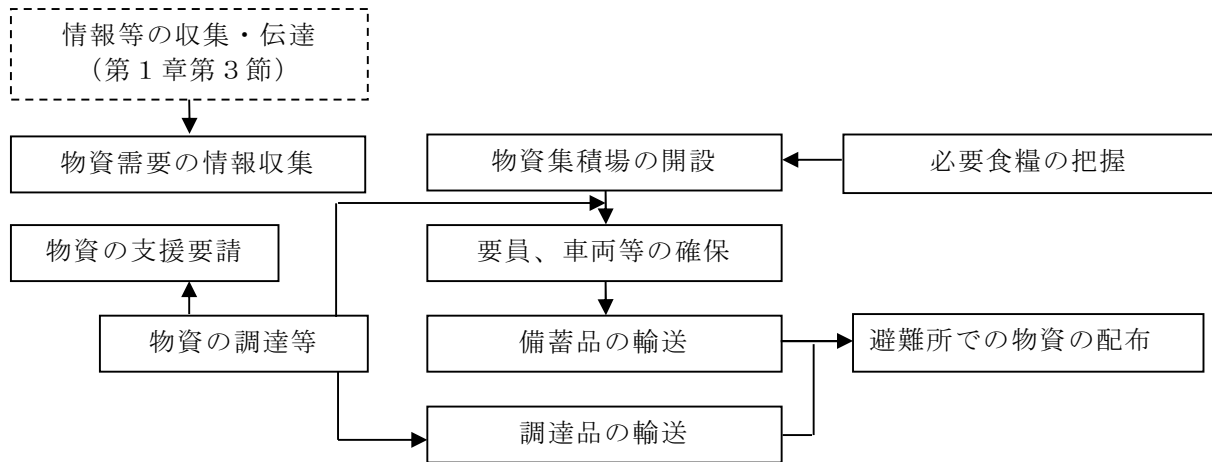 情報等の収集・伝達
（第１章第３節）
物資需要の情報収集
物資集積場の開設
必要食糧の把握
物資の支援要請
要員、車両等の確保
物資の調達等
備蓄品の輸送
避難所での物資の配布
調達品の輸送